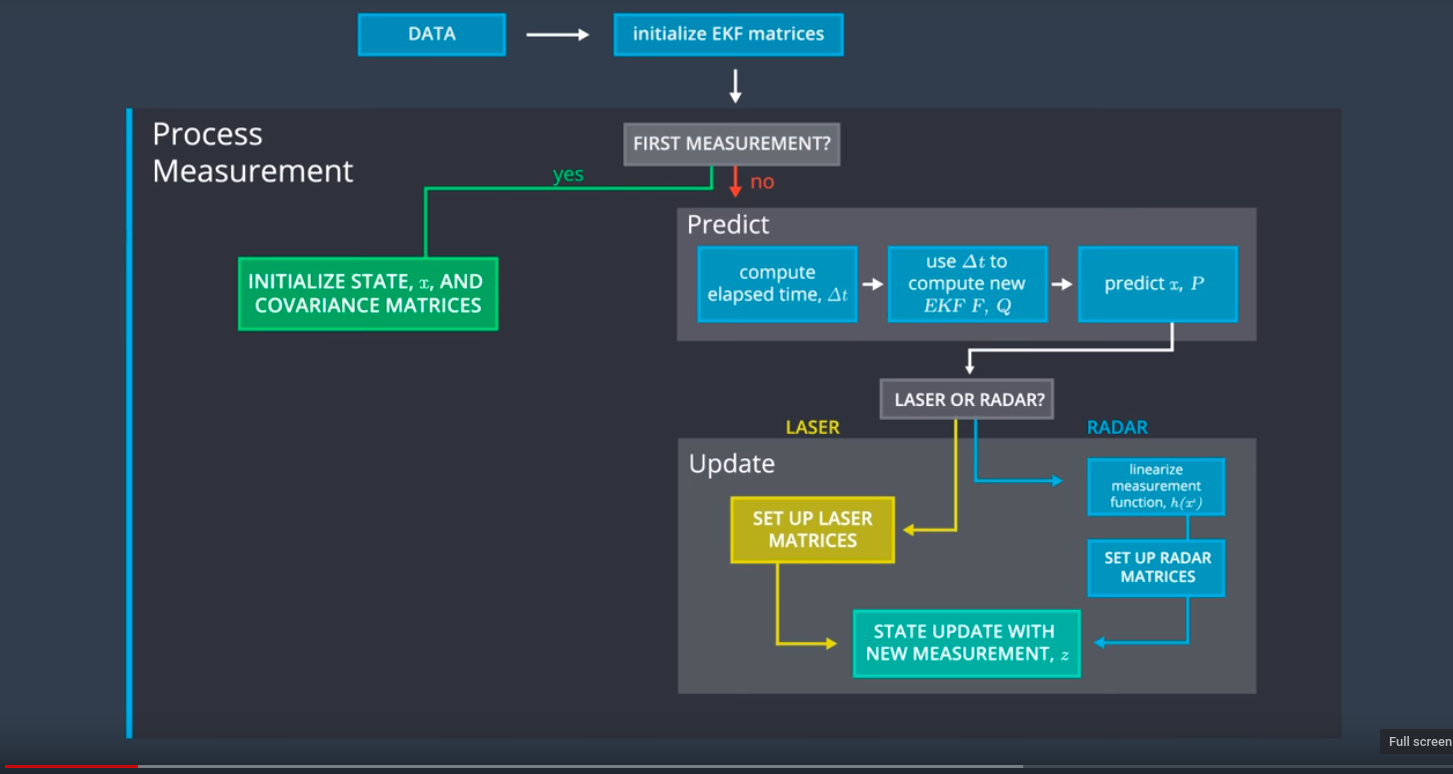 DATA
initialize EKF matrices
Process
Measurement
FIRST MEASUREMENT?
yes
no
INITIALIZE STATE, x, AND
COVARIANCE MATRICES
Predict
compute
elapsed time, Δt
use Δt to
compute new
EKF F, Q
predict x, P
LASER OR RADAR?
LASER
RADAR
Update
SET UP LASER
MATRICES
linearize
measurement
function, h(x')
SET UP RADAR
MATRICES
STATE UPDATE WITH
NEW MEASUREMENT, z
Full screen